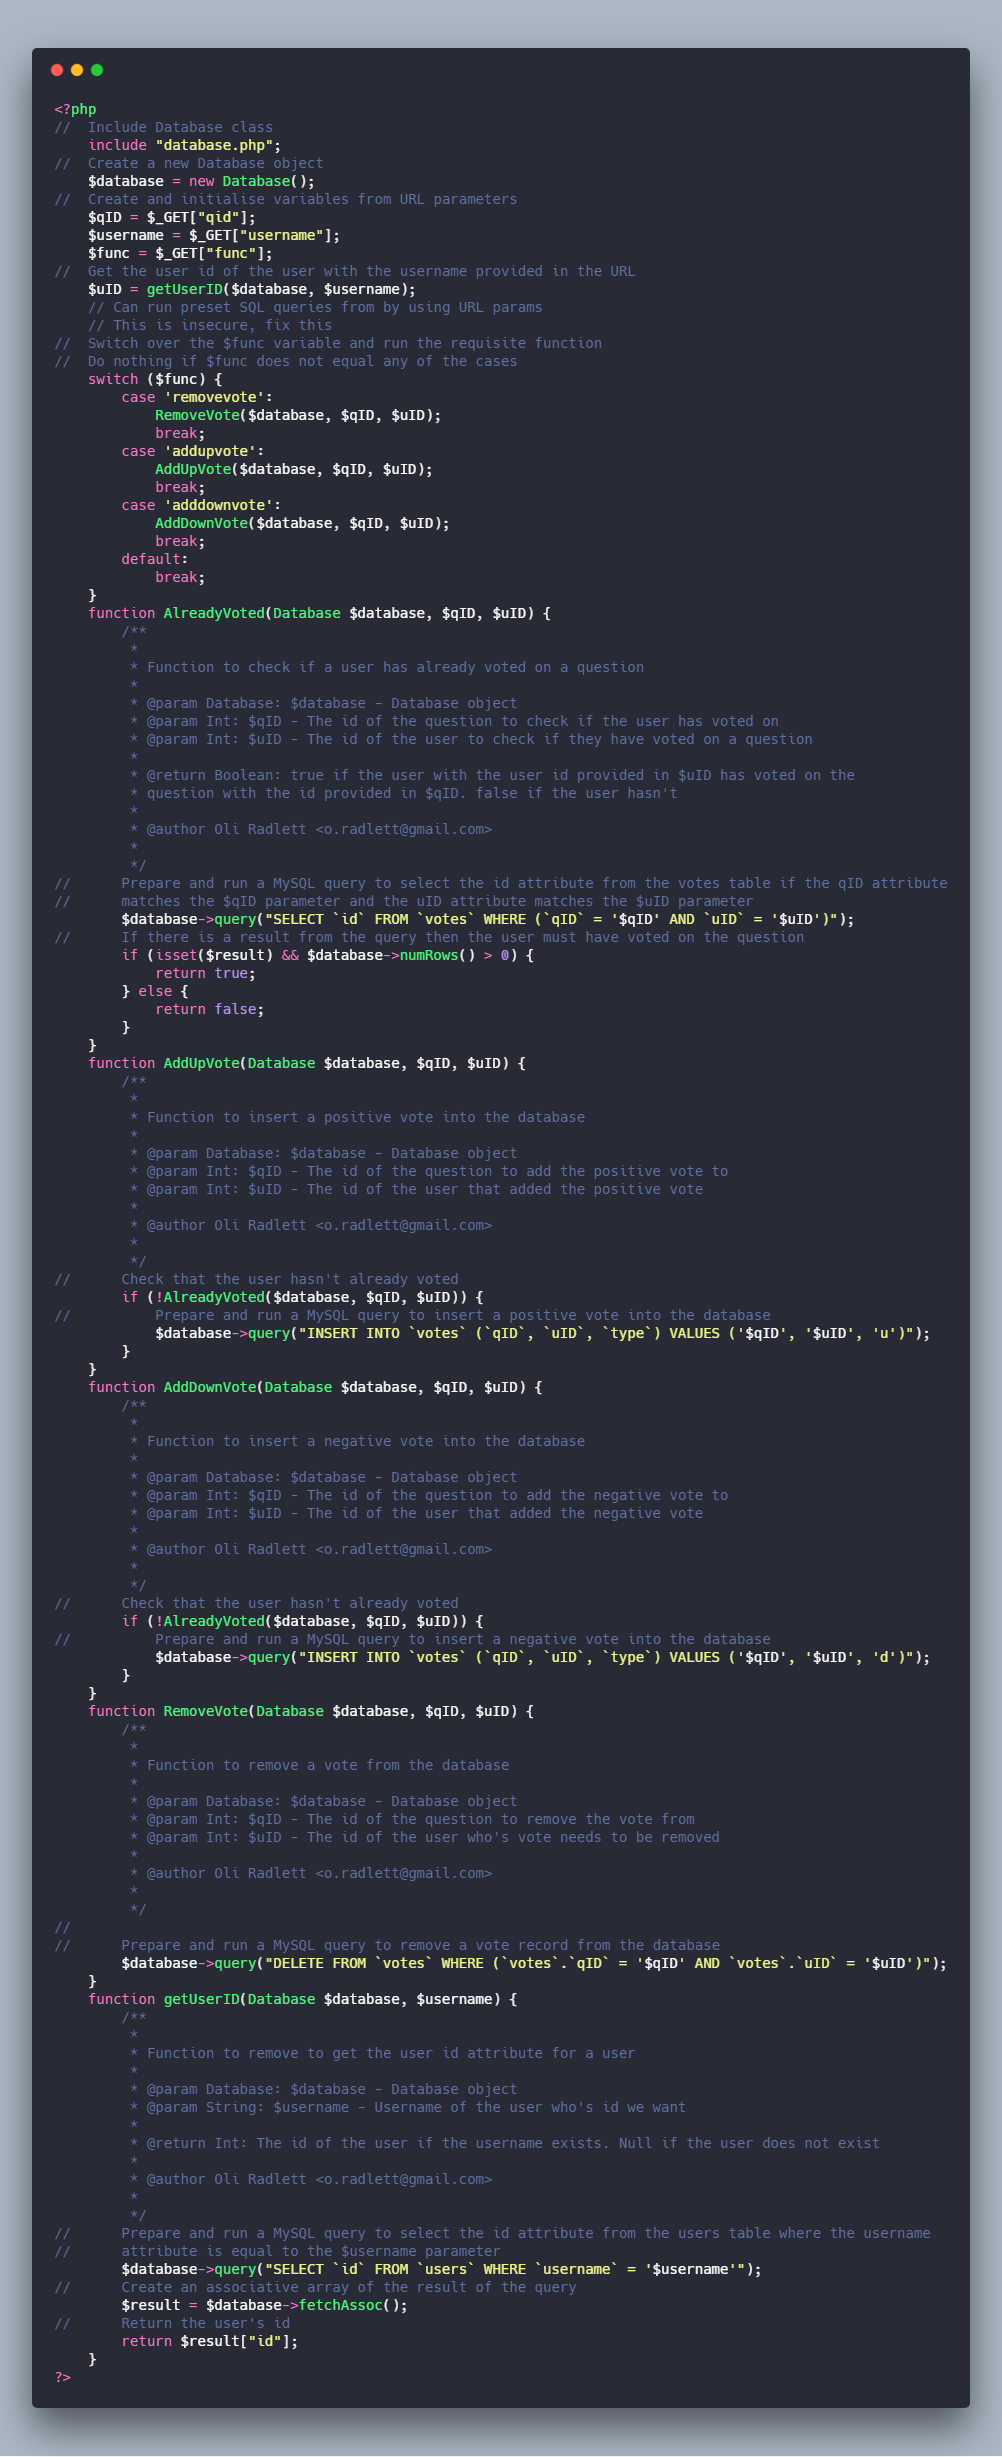 <?php
//  Include Database class
    include "database.php";
//  Create a new Database object
    $database = new Database();
//  Create and initialise variables from URL parameters
    $qID = $_GET["qid"];
    $username = $_GET["username"];
    $func = $_GET["func"];
//  Get the user id of the user with the username provided in the URL
    $uID = getUserID($database, $username);
    // Can run preset SQL queries from by using URL params
    // This is insecure, fix this
//  Switch over the $func variable and run the requisite function
//  Do nothing if $func does not equal any of the cases
    switch ($func) {
        case 'removevote':
            RemoveVote($database, $qID, $uID);
            break;
        case 'addupvote':
            AddUpVote($database, $qID, $uID);
            break;
        case 'adddownvote':
            AddDownVote($database, $qID, $uID);
            break;
        default:
            break;
    }
    function AlreadyVoted(Database $database, $qID, $uID) {
        /**
         *
         * Function to check if a user has already voted on a question
         *
         * @param Database: $database - Database object
         * @param Int: $qID - The id of the question to check if the user has voted on
         * @param Int: $uID - The id of the user to check if they have voted on a question
         *
         * @return Boolean: true if the user with the user id provided in $uID has voted on the
         * question with the id provided in $qID. false if the user hasn't
         *
         * @author Oli Radlett <o.radlett@gmail.com>
         *
         */
//      Prepare and run a MySQL query to select the id attribute from the votes table if the qID attribute
//      matches the $qID parameter and the uID attribute matches the $uID parameter
        $database->query("SELECT `id` FROM `votes` WHERE (`qID` = '$qID' AND `uID` = '$uID')");
//      If there is a result from the query then the user must have voted on the question
        if (isset($result) && $database->numRows() > 0) {
            return true;
        } else {
            return false;
        }
    }
    function AddUpVote(Database $database, $qID, $uID) {
        /**
         *
         * Function to insert a positive vote into the database
         *
         * @param Database: $database - Database object
         * @param Int: $qID - The id of the question to add the positive vote to
         * @param Int: $uID - The id of the user that added the positive vote
         *
         * @author Oli Radlett <o.radlett@gmail.com>
         *
         */
//      Check that the user hasn't already voted
        if (!AlreadyVoted($database, $qID, $uID)) {
//          Prepare and run a MySQL query to insert a positive vote into the database
            $database->query("INSERT INTO `votes` (`qID`, `uID`, `type`) VALUES ('$qID', '$uID', 'u')");
        }
    }
    function AddDownVote(Database $database, $qID, $uID) {
        /**
         *
         * Function to insert a negative vote into the database
         *
         * @param Database: $database - Database object
         * @param Int: $qID - The id of the question to add the negative vote to
         * @param Int: $uID - The id of the user that added the negative vote
         *
         * @author Oli Radlett <o.radlett@gmail.com>
         *
         */
//      Check that the user hasn't already voted
        if (!AlreadyVoted($database, $qID, $uID)) {
//          Prepare and run a MySQL query to insert a negative vote into the database
            $database->query("INSERT INTO `votes` (`qID`, `uID`, `type`) VALUES ('$qID', '$uID', 'd')");
        }
    }
    function RemoveVote(Database $database, $qID, $uID) {
        /**
         *
         * Function to remove a vote from the database
         *
         * @param Database: $database - Database object
         * @param Int: $qID - The id of the question to remove the vote from
         * @param Int: $uID - The id of the user who's vote needs to be removed
         *
         * @author Oli Radlett <o.radlett@gmail.com>
         *
         */
//
//      Prepare and run a MySQL query to remove a vote record from the database
        $database->query("DELETE FROM `votes` WHERE (`votes`.`qID` = '$qID' AND `votes`.`uID` = '$uID')");
    }
    function getUserID(Database $database, $username) {
        /**
         *
         * Function to remove to get the user id attribute for a user
         *
         * @param Database: $database - Database object
         * @param String: $username - Username of the user who's id we want
         *
         * @return Int: The id of the user if the username exists. Null if the user does not exist
         *
         * @author Oli Radlett <o.radlett@gmail.com>
         *
         */
//      Prepare and run a MySQL query to select the id attribute from the users table where the username
//      attribute is equal to the $username parameter
        $database->query("SELECT `id` FROM `users` WHERE `username` = '$username'");
//      Create an associative array of the result of the query
        $result = $database->fetchAssoc();
//      Return the user's id
        return $result["id"];
    }
?>